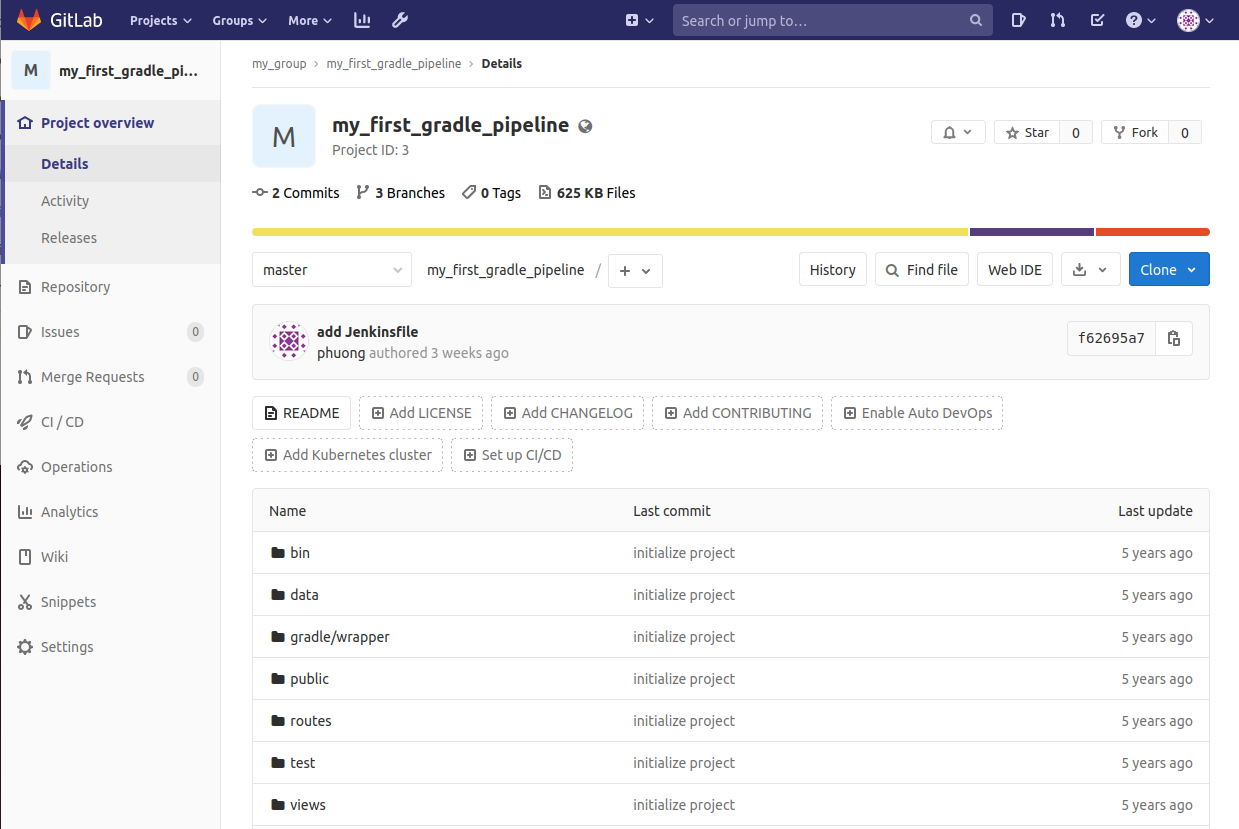 GitLab Projects Groups More Search or jump to...
M my_first_gradle_pi...
Project overview
Details
Activity
Releases
Repository
Issues 0
Merge Requests 0
CI / CD
Operations
Analytics
Wiki
Snippets
Settings
my_group > my_first_gradle_pipeline > Details
M
my_first_gradle_pipeline
Project ID: 3
Star 0 Fork 0
2 Commits 3 Branches 0 Tags 625 KB Files
master my_first_gradle_pipeline / + History Find file Web IDE Clone
add Jenkinsfile
phuong authored 3 weeks ago
f62695a7
README Add LICENSE Add CHANGELOG Add CONTRIBUTING Enable Auto DevOps
Add Kubernetes cluster Set up CI/CD
Name Last commit Last update
bin initialize project 5 years ago
data initialize project 5 years ago
gradle/wrapper initialize project 5 years ago
public initialize project 5 years ago
routes initialize project 5 years ago
test initialize project 5 years ago
views initialize project 5 years ago